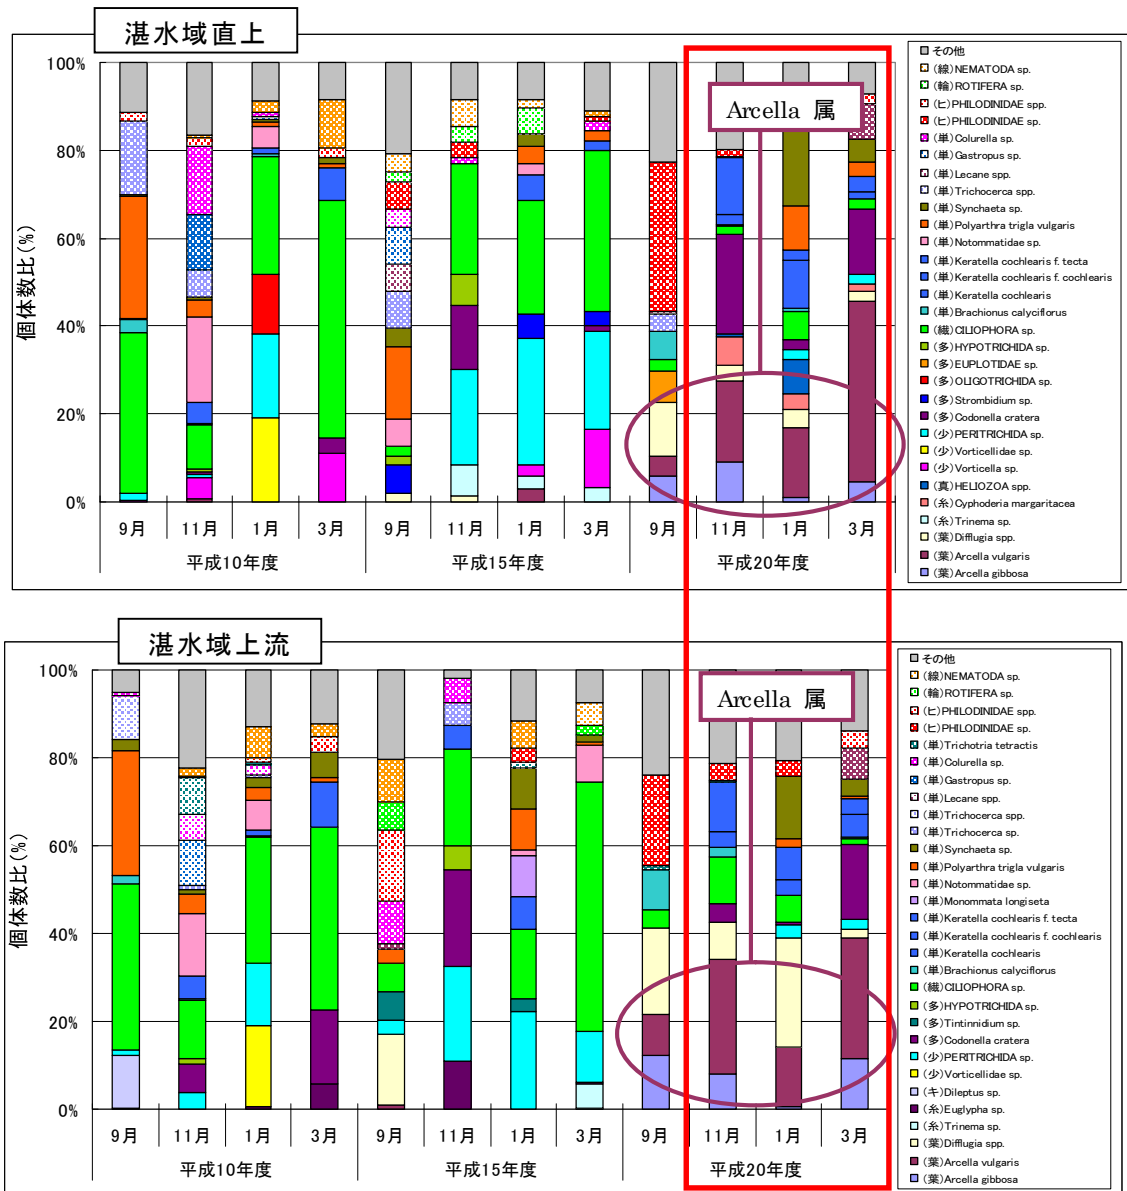 湛水域直上
個体数比(%)
100%
80%
60%
40%
20%
0%
Arcella 属
9月 11月 1月 3月 9月 11月 1月 3月 9月 11月 1月 3月
平成10年度 平成15年度 平成20年度
その他
(線)NEMATODA sp.
(輪)ROTIFERA sp.
(ヒ)PHILODINIDAE spp.
(ヒ)PHILODINIDAE sp.
(単)Colurella sp.
(単)Gastropus sp.
(単)Lecane spp.
(単)Trichocerca spp.
(単)Synchaeta sp.
(単)Polyarthra trigla vulgaris
(単)Notommatidae sp.
(単)Keratella cochlearis f. tecta
(単)Keratella cochlearis f. cochlearis
(単)Keratella cochlearis
(単)Brachionus calyciflorus
(繊)CILIOPHORA sp.
(多)HYPOTRICHIDA sp.
(多)EUPLOTIDAE sp.
(多)OLIGOTRICHIDA sp.
(多)Strombidium sp.
(多)Codonella cratera
(少)PERITRICHIDA sp.
(少)Vorticellidae sp.
(少)Vorticella sp.
(真)HELIOZOA spp.
(糸)Cyphoderia margaritacea
(糸)Trinema sp.
(葉)Difflugia spp.
(葉)Arcella vulgaris
(葉)Arcella gibbosa
湛水域上流
個体数比(%)
100%
80%
60%
40%
20%
0%
Arcella 属
9月 11月 1月 3月 9月 11月 1月 3月 9月 11月 1月 3月
平成10年度 平成15年度 平成20年度
その他
(線)NEMATODA sp.
(輪)ROTIFERA sp.
(ヒ)PHILODINIDAE spp.
(ヒ)PHILODINIDAE sp.
(単)Trichotria tetractis
(単)Colurella sp.
(単)Gastropus sp.
(単)Lecane spp.
(単)Trichocerca spp.
(単)Trichocerca sp.
(単)Synchaeta sp.
(単)Polyarthra trigla vulgaris
(単)Notommatidae sp.
(単)Monommata longiseta
(単)Keratella cochlearis f. tecta
(単)Keratella cochlearis f. cochlearis
(単)Keratella cochlearis
(単)Brachionus calyciflorus
(繊)CILIOPHORA sp.
(多)HYPOTRICHIDA sp.
(多)Tintinnidium sp.
(多)Codonella cratera
(少)PERITRICHIDA sp.
(少)Vorticellidae sp.
(キ)Dileptus sp.
(糸)Euglypha sp.
(糸)Trinema sp.
(葉)Difflugia spp.
(葉)Arcella vulgaris
(葉)Arcella gibbosa